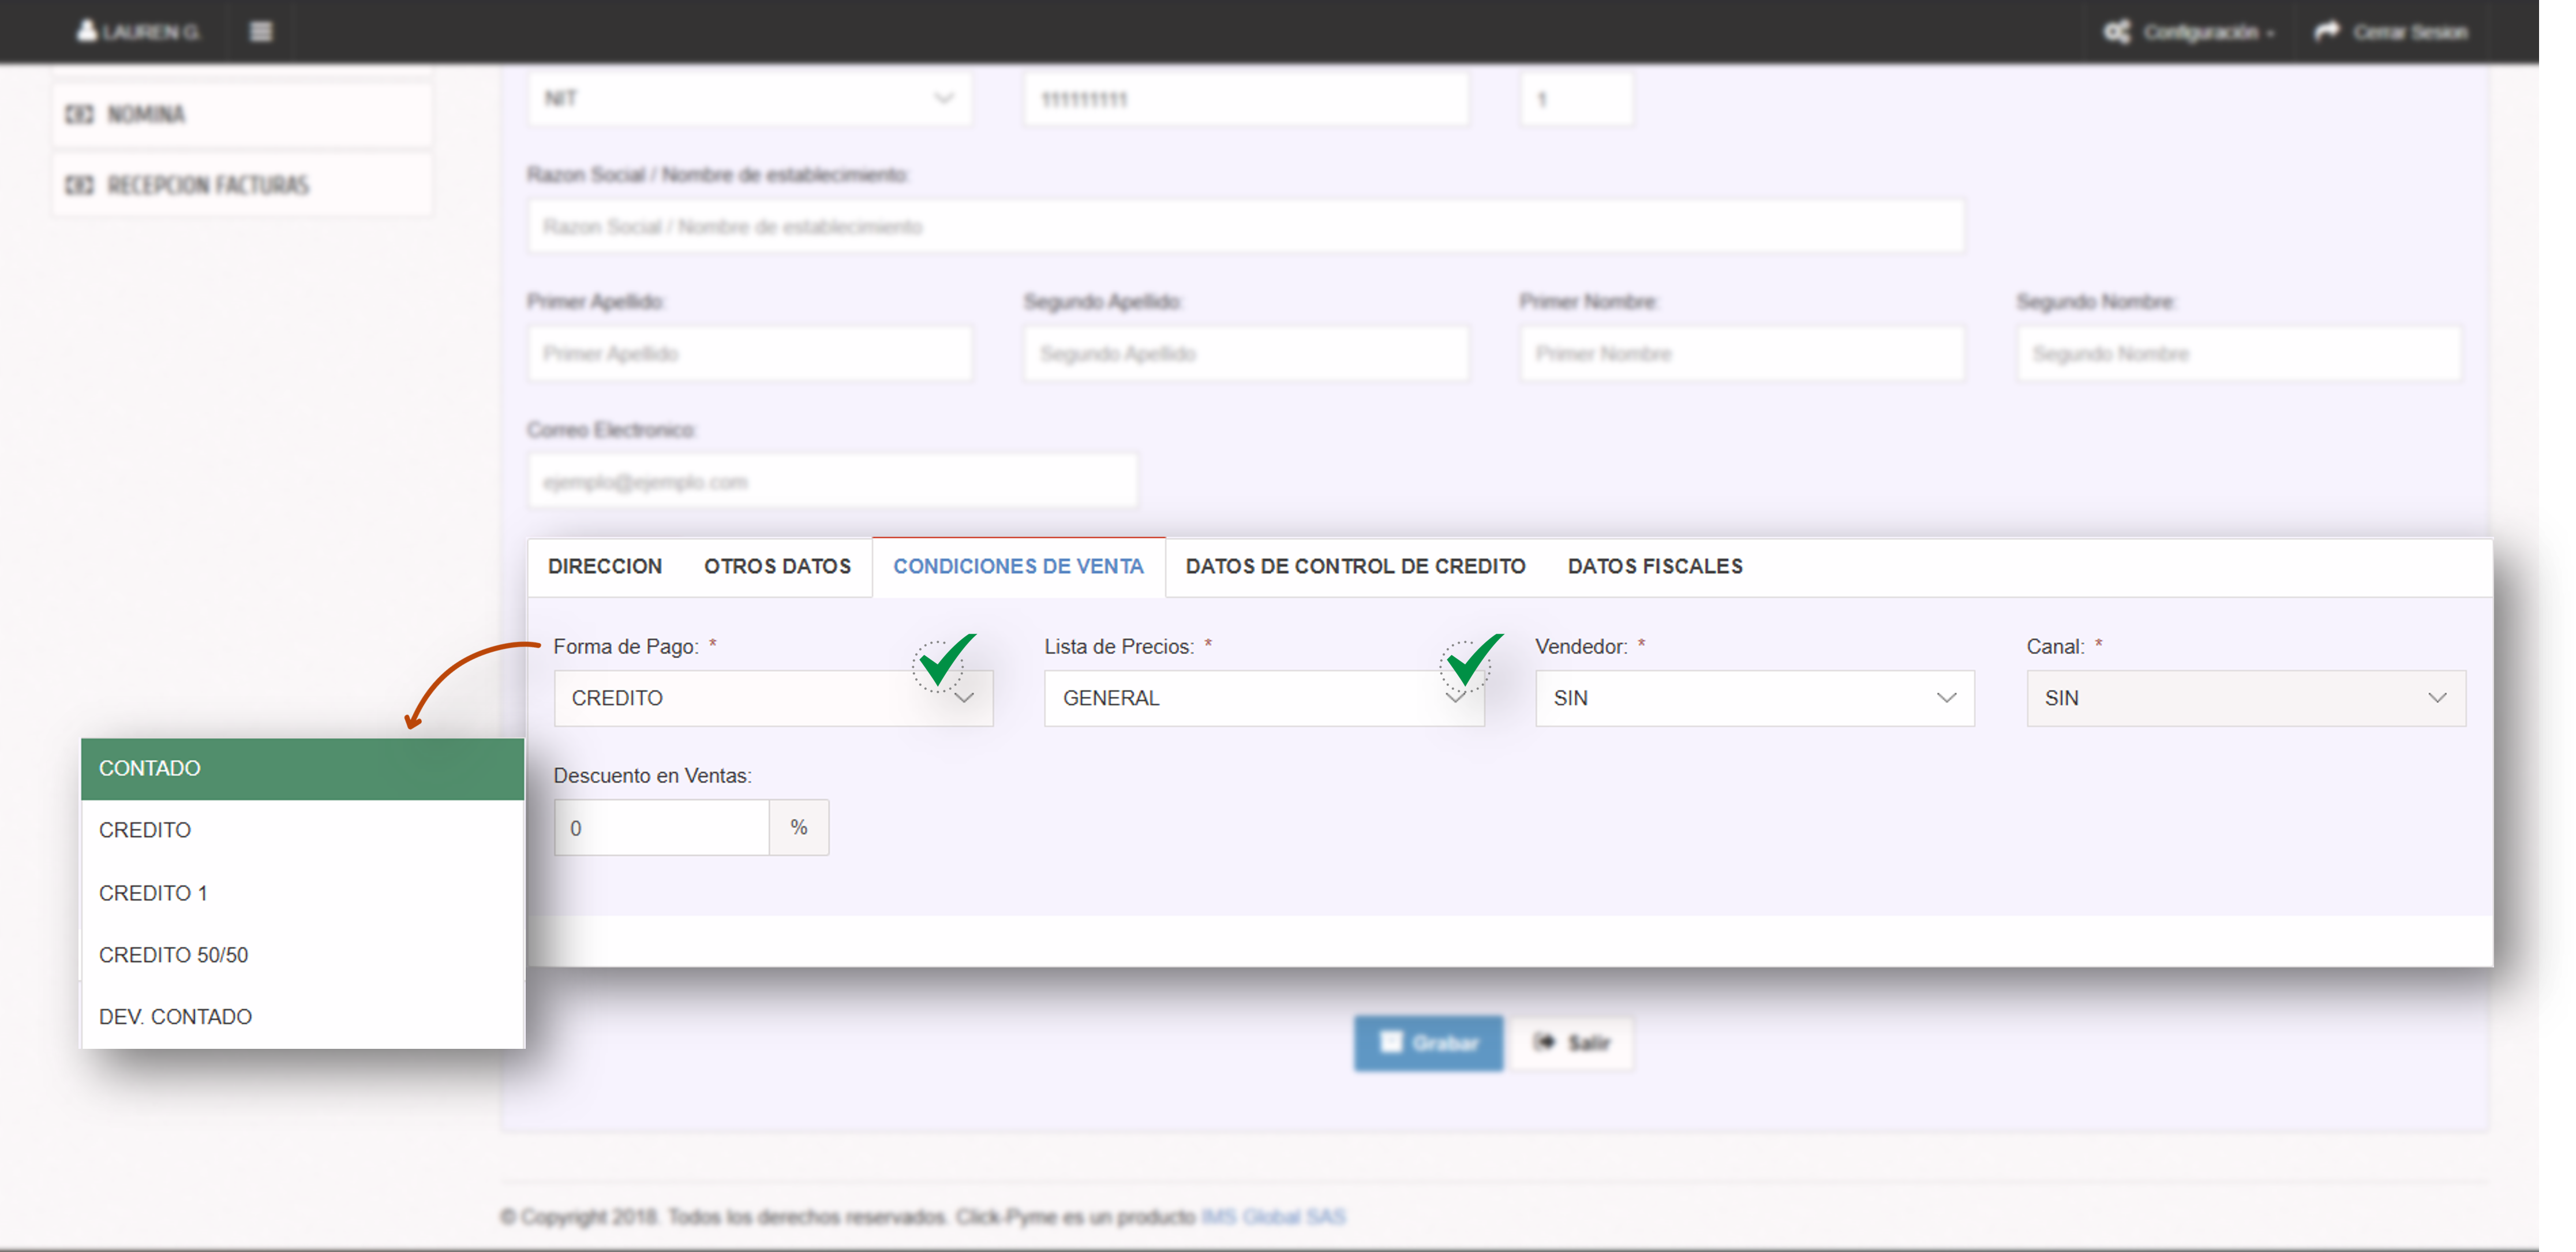 LAUREN G.
Configuración
Cerrar Sesion
NOMINA
RECEPCION FACTURAS
NIT
111111111
1
Razon Social / Nombre de establecimiento:
Razon Social / Nombre de establecimiento
Primer Apellido: Segundo Apellido: Primer Nombre: Segundo Nombre:
Primer Apellido Segundo Apellido Primer Nombre Segundo Nombre
Correo Electronico:
ejemplo@ejemplo.com
DIRECCION OTROS DATOS CONDICIONES DE VENTA DATOS DE CONTROL DE CREDITO DATOS FISCALES
Forma de Pago: * Lista de Precios: * Vendedor: * Canal: *
CREDITO GENERAL SIN SIN
Descuento en Ventas:
0 %
CONTADO
CREDITO
CREDITO 1
CREDITO 50/50
DEV. CONTADO
Grabar Salir
© Copyright 2018. Todos los derechos reservados. Click-Pyme es un producto IMS Global SAS